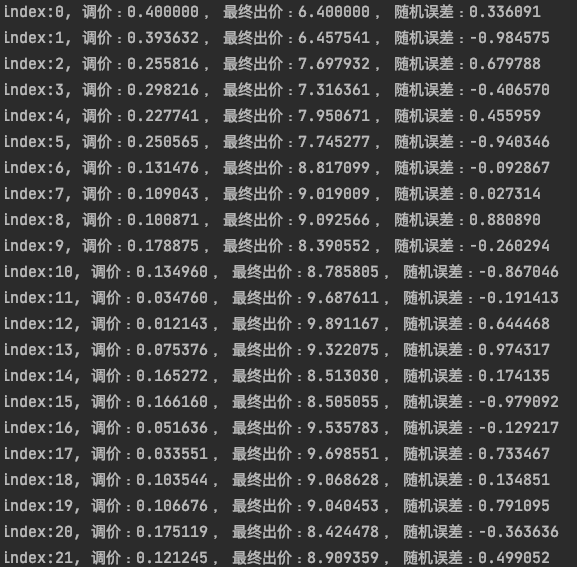 index:0, 调价：0.400000， 最终出价：6.400000， 随机误差：0.336091
index:1, 调价：0.393632， 最终出价：6.457541， 随机误差：-0.984575
index:2, 调价：0.255816， 最终出价：7.697932， 随机误差：0.679788
index:3, 调价：0.298216， 最终出价：7.316361， 随机误差：-0.406570
index:4, 调价：0.227741， 最终出价：7.950671， 随机误差：0.455959
index:5, 调价：0.250565， 最终出价：7.745277， 随机误差：-0.940346
index:6, 调价：0.131476， 最终出价：8.817099， 随机误差：-0.092867
index:7, 调价：0.109043， 最终出价：9.019009， 随机误差：0.027314
index:8, 调价：0.100871， 最终出价：9.092566， 随机误差：0.880890
index:9, 调价：0.178875， 最终出价：8.390552， 随机误差：-0.260294
index:10, 调价：0.134960， 最终出价：8.785805， 随机误差：-0.867046
index:11, 调价：0.034760， 最终出价：9.687611， 随机误差：-0.191413
index:12, 调价：0.012143， 最终出价：9.891167， 随机误差：0.644468
index:13, 调价：0.075376， 最终出价：9.322075， 随机误差：0.974317
index:14, 调价：0.165272， 最终出价：8.513030， 随机误差：0.174135
index:15, 调价：0.166160， 最终出价：8.505055， 随机误差：-0.979092
index:16, 调价：0.051636， 最终出价：9.535783， 随机误差：-0.129217
index:17, 调价：0.033551， 最终出价：9.698551， 随机误差：0.733467
index:18, 调价：0.103544， 最终出价：9.068628， 随机误差：0.134851
index:19, 调价：0.106676， 最终出价：9.040453， 随机误差：0.791095
index:20, 调价：0.175119， 最终出价：8.424478， 随机误差：-0.363636
index:21, 调价：0.121245， 最终出价：8.909359， 随机误差：0.499052